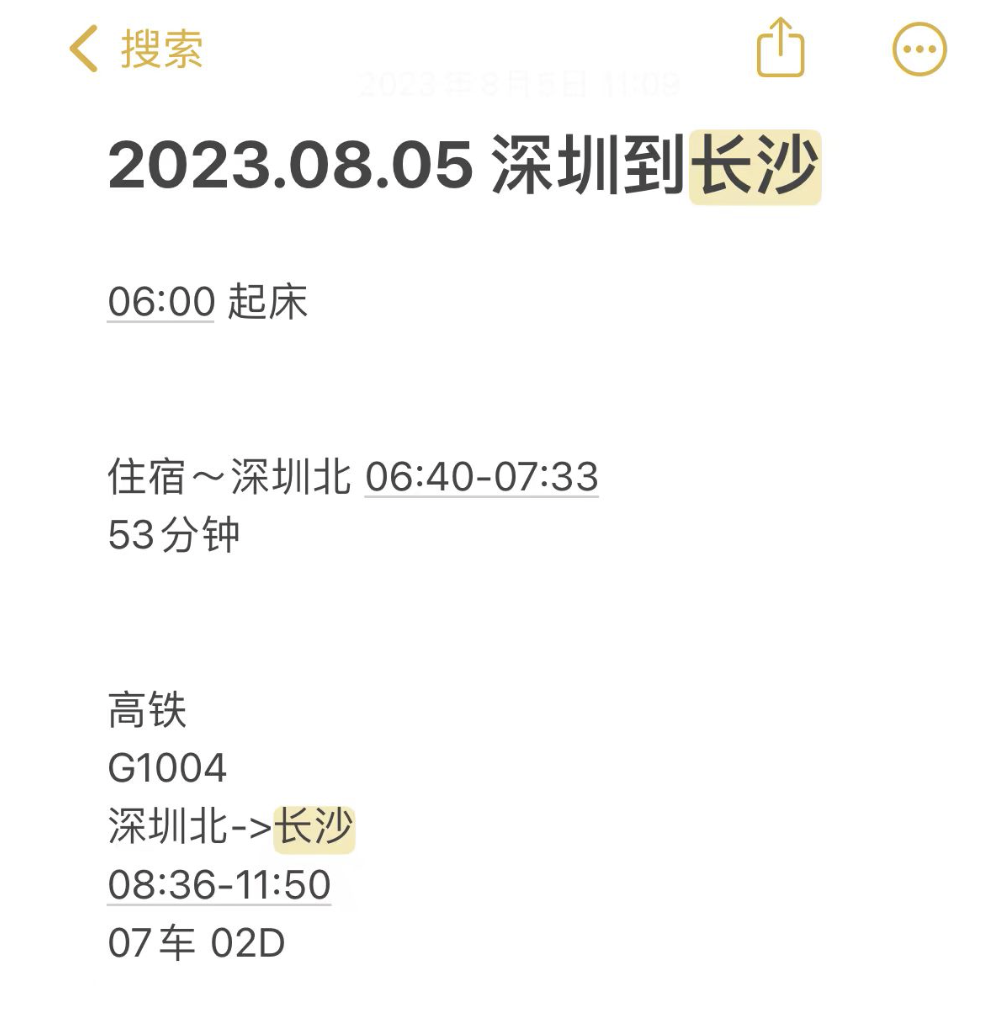 搜索
2023年8月5日 11:09
2023.08.05 深圳到长沙
06:00 起床
住宿～深圳北 06:40-07:33
53分钟
高铁
G1004
深圳北->长沙
08:36-11:50
07车 02D